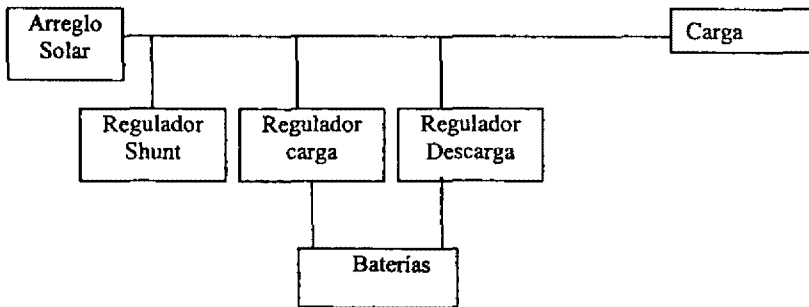 Arreglo
Solar
Carga
Regulador
Shunt
Regulador
carga
Regulador
Descarga
Baterías